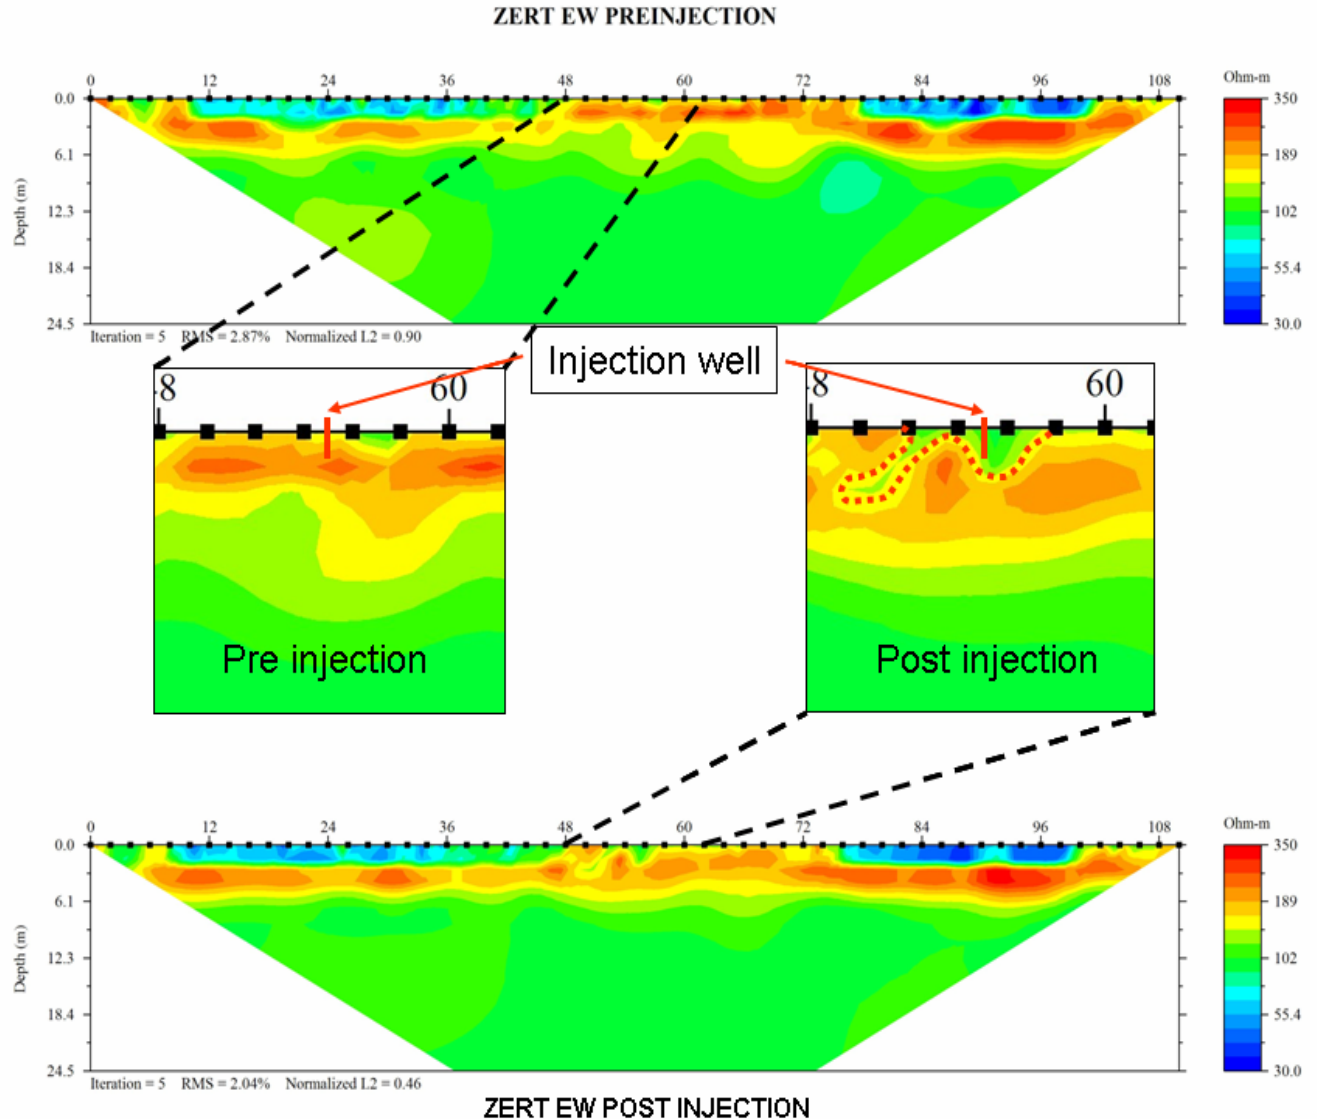 ZERT EW PREINJECTION
0 12 24 36 48 60 72 84 96 108
Ohm-m
0.0
6.1
12.3
18.4
24.5
Depth (m)
350
189
102
55.4
30.0
Iteration = 5 RMS = 2.87% Normalized L2 = 0.90
Injection well
8 60
Pre injection
8 60
Post injection
0 12 24 36 48 60 72 84 96 108
Ohm-m
0.0
6.1
12.3
18.4
24.5
Depth (m)
350
189
102
55.4
30.0
Iteration = 5 RMS = 2.04% Normalized L2 = 0.46
ZERT EW POST INJECTION